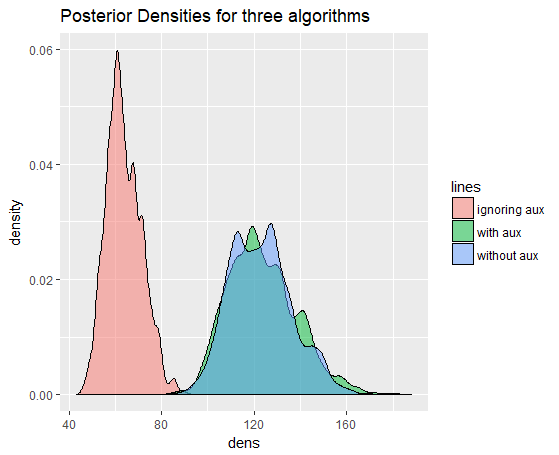 Posterior Densities for three algorithms
0.06
0.04
0.02
0.00
density
40
80
120
160
dens
lines
ignoring aux
with aux
without aux